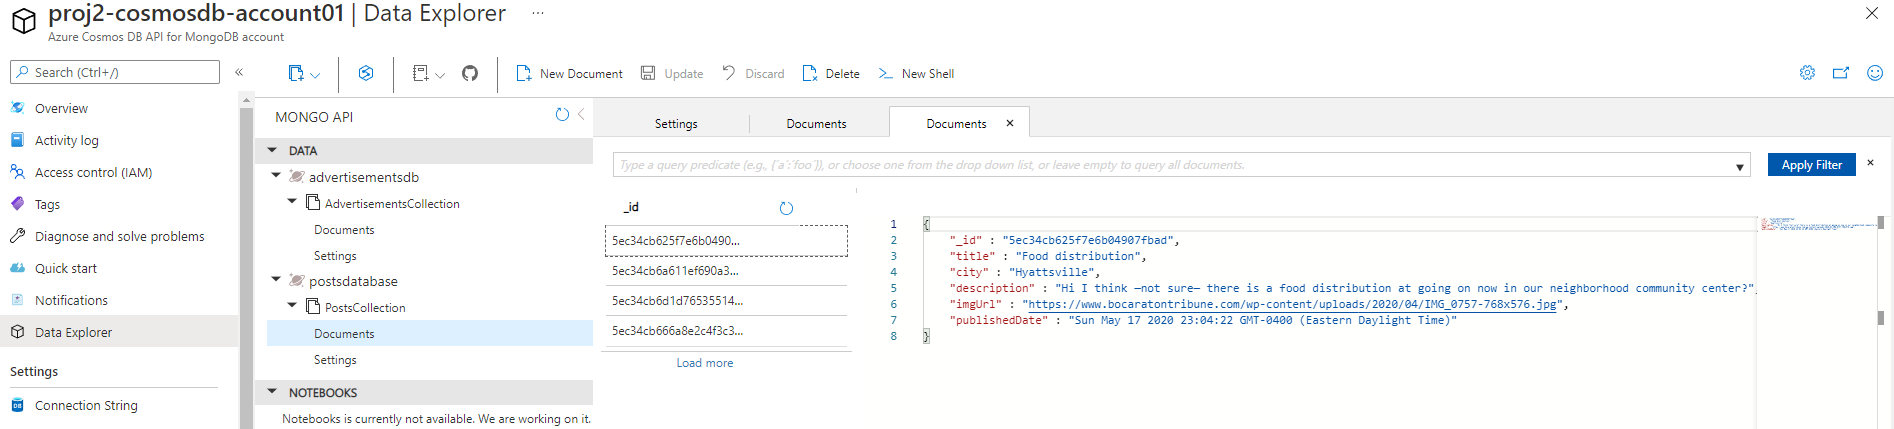 proj2-cosmosdb-account01 | Data Explorer ...
Azure Cosmos DB API for MongoDB account
Search (Ctrl+/)
«
Overview
Activity log
Access control (IAM)
Tags
Diagnose and solve problems
Quick start
Notifications
Data Explorer
Settings
Connection String
New Document
Update
Discard
Delete
New Shell
MONGO API
DATA
advertisementsdb
AdvertisementsCollection
Documents
Settings
postsdatabase
PostsCollection
Documents
Settings
NOTEBOOKS
Notebooks is currently not available. We are working on it.
Settings
Documents
Documents
Type a query predicate (e.g., {´a´:´foo´}), or choose one from the drop down list, or leave empty to query all documents.
Apply Filter
_id
5ec34cb625f7e6b0490...
5ec34cb6a611ef690a3...
5ec34cb6d1d76535514...
5ec34cb666a8e2c4f3c3...
Load more
1 {
2 "_id" : "5ec34cb625f7e6b04907fbad",
3 "title" : "Food distribution",
4 "city" : "Hyattsville",
5 "description" : "Hi I think —not sure— there is a food distribution at going on now in our neighborhood community center?",
6 "imgUrl" : "https://www.bocaratontribune.com/wp-content/uploads/2020/04/IMG_0757-768x576.jpg",
7 "publishedDate" : "Sun May 17 2020 23:04:22 GMT-0400 (Eastern Daylight Time)"
8 }